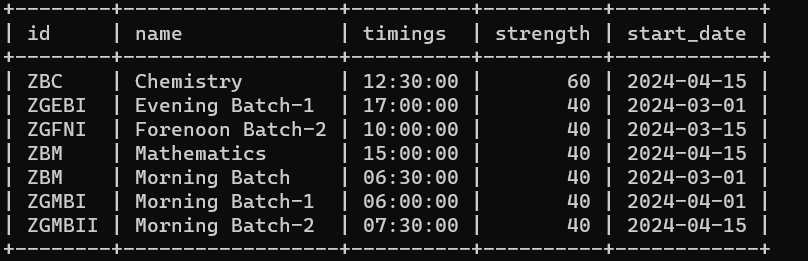 +--------+------------------+----------+----------+------------+
| id     | name             | timings  | strength | start_date |
+--------+------------------+----------+----------+------------+
| ZBC    | Chemistry        | 12:30:00 |       60 | 2024-04-15 |
| ZGEBI  | Evening Batch-1  | 17:00:00 |       40 | 2024-03-01 |
| ZGFNI  | Forenoon Batch-2 | 10:00:00 |       40 | 2024-03-15 |
| ZBM    | Mathematics      | 15:00:00 |       40 | 2024-04-15 |
| ZBM    | Morning Batch    | 06:30:00 |       40 | 2024-03-01 |
| ZGMBI  | Morning Batch-1  | 06:00:00 |       40 | 2024-04-01 |
| ZGMBII | Morning Batch-2  | 07:30:00 |       40 | 2024-04-15 |
+--------+------------------+----------+----------+------------+